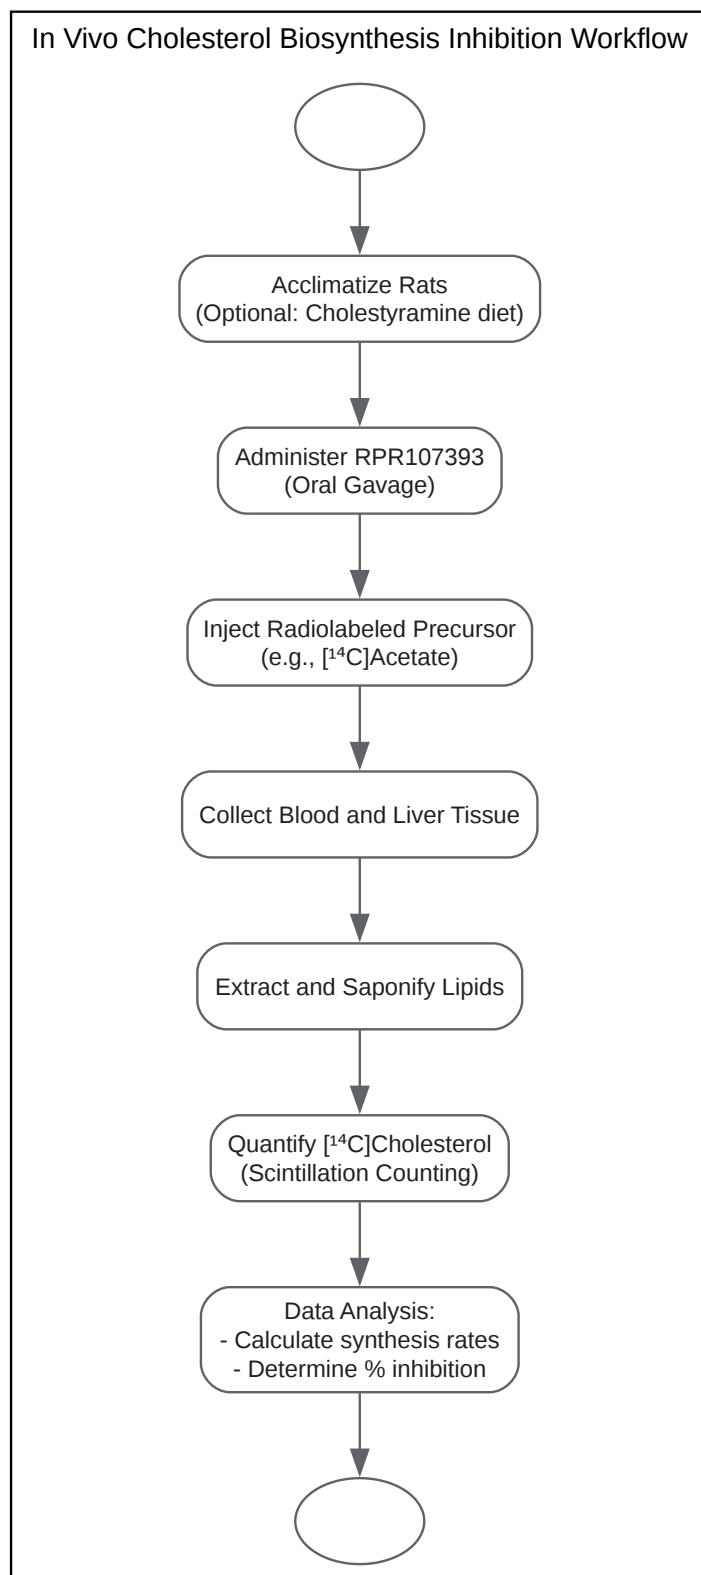 In Vivo Cholesterol Biosynthesis Inhibition Workflow
Acclimatize Rats
(Optional: Cholestyramine diet)
Administer RPR107393
(Oral Gavage)
Inject Radiolabeled Precursor
(e.g., [¹⁴C]Acetate)
Collect Blood and Liver Tissue
Extract and Saponify Lipids
Quantify [¹⁴C]Cholesterol
(Scintillation Counting)
Data Analysis:
- Calculate synthesis rates
- Determine % inhibition